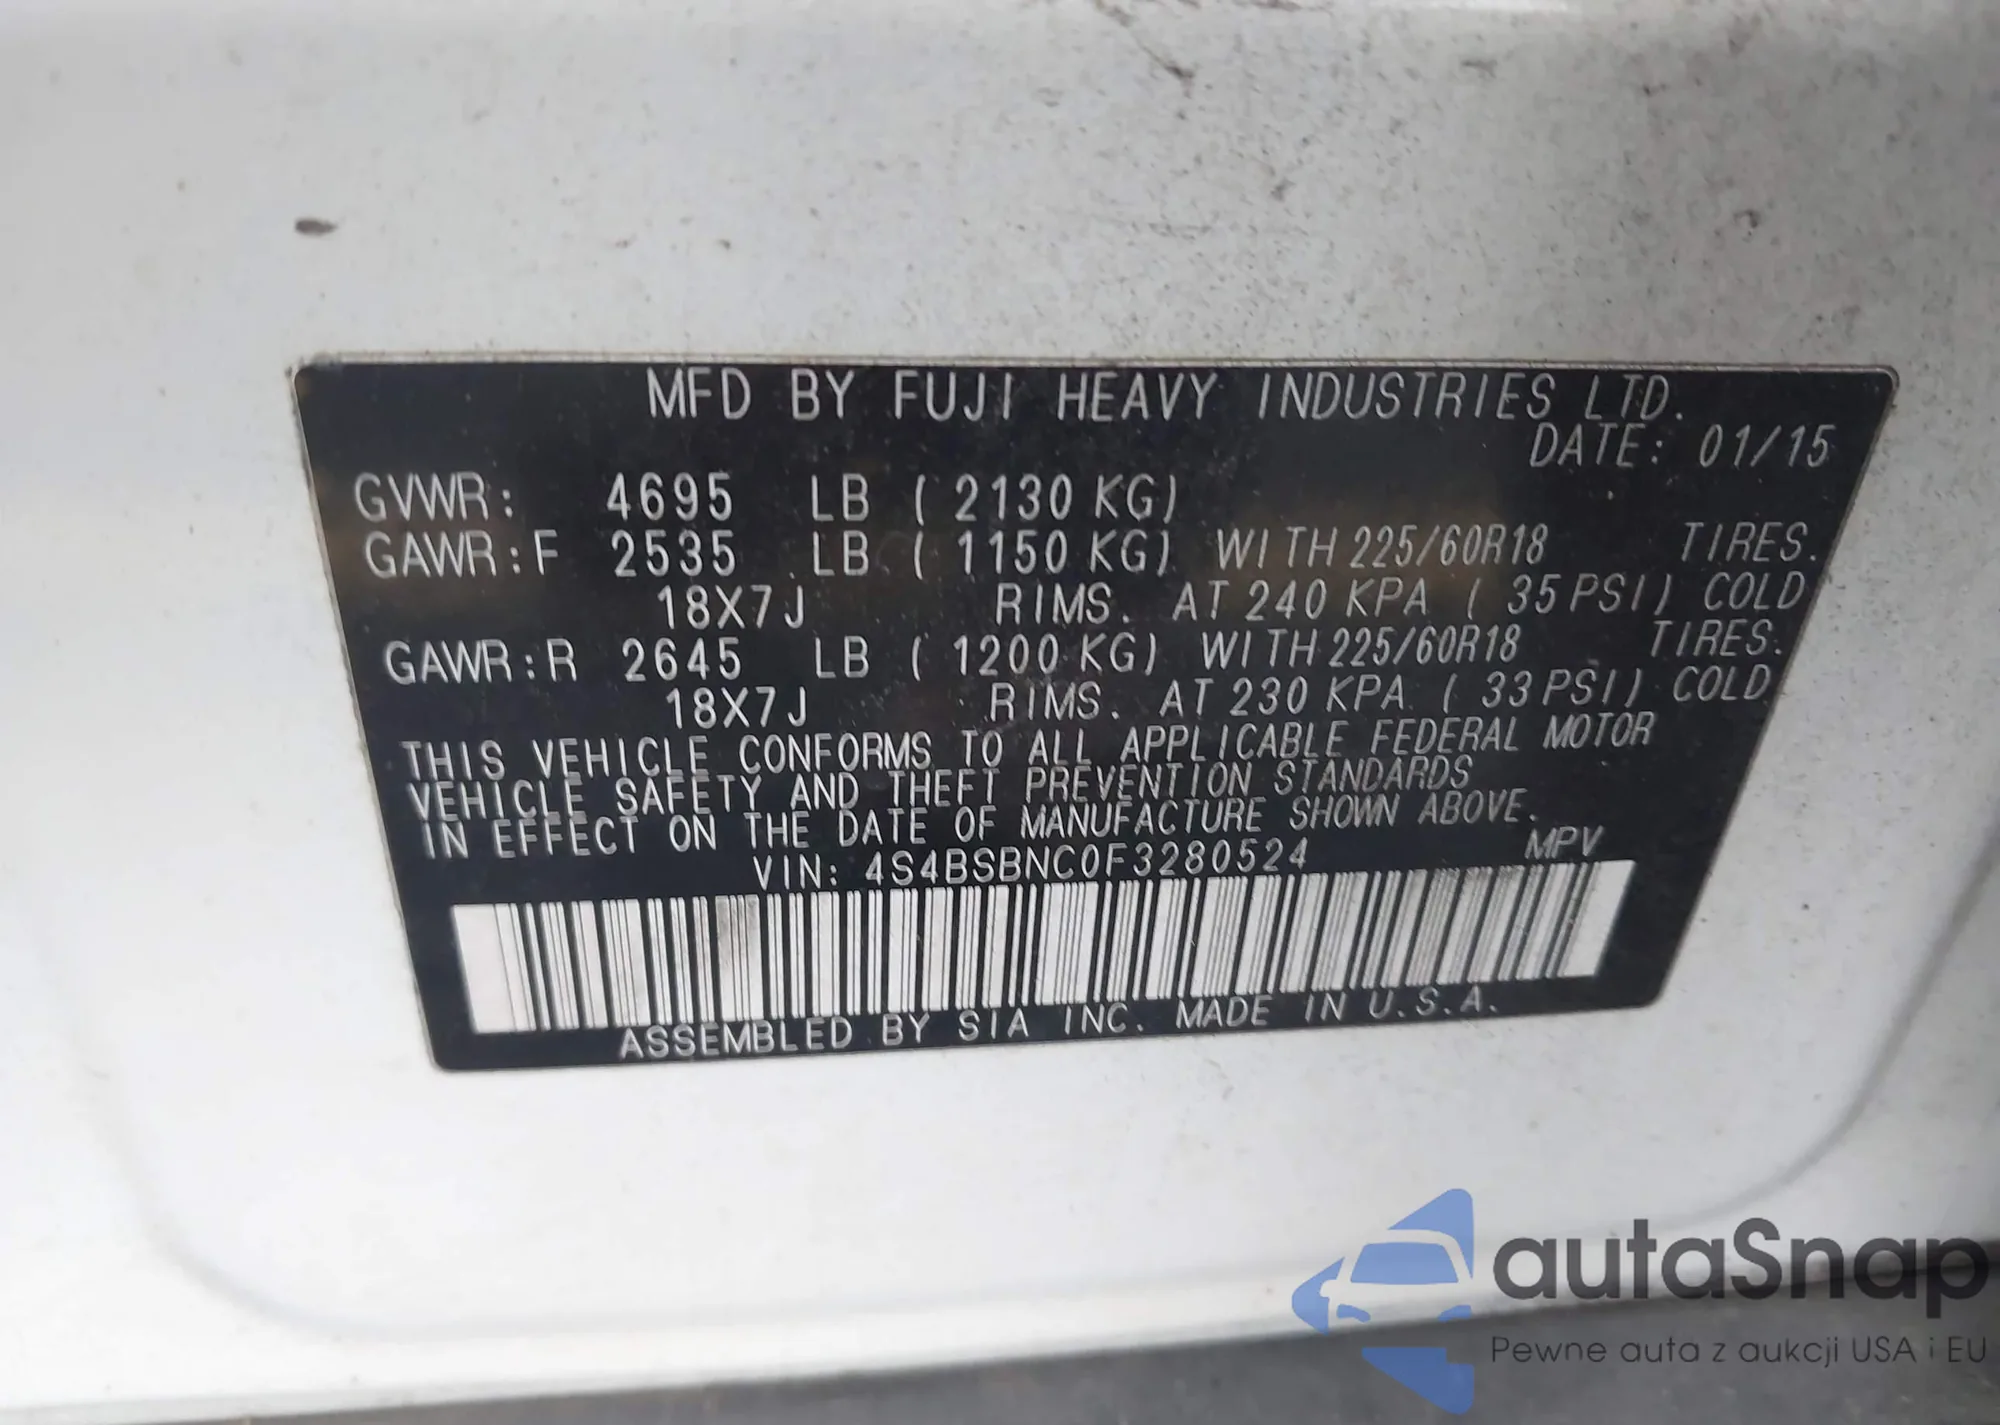 MFD BY FUJI HEAVY INDUSTRIES LTD.
DATE: 01/15
GVWR: 4695 LB ( 2130 KG)
GAWR:F 2535 LB ( 1150 KG) WITH 225/60R18 TIRES.
18X7J RIMS. AT 240 KPA ( 35 PSI) COLD
GAWR:R 2645 LB ( 1200 KG) WITH 225/60R18 TIRES.
18X7J RIMS. AT 230 KPA ( 33 PSI) COLD
THIS VEHICLE CONFORMS TO ALL APPLICABLE FEDERAL MOTOR
VEHICLE SAFETY AND THEFT PREVENTION STANDARDS
IN EFFECT ON THE DATE OF MANUFACTURE SHOWN ABOVE.
VIN: 4S4BSBNC0F3280524 MPV
ASSEMBLED BY SIA INC. MADE IN U.S.A.
autaSnap
Pewne auta z aukcji USA i EU